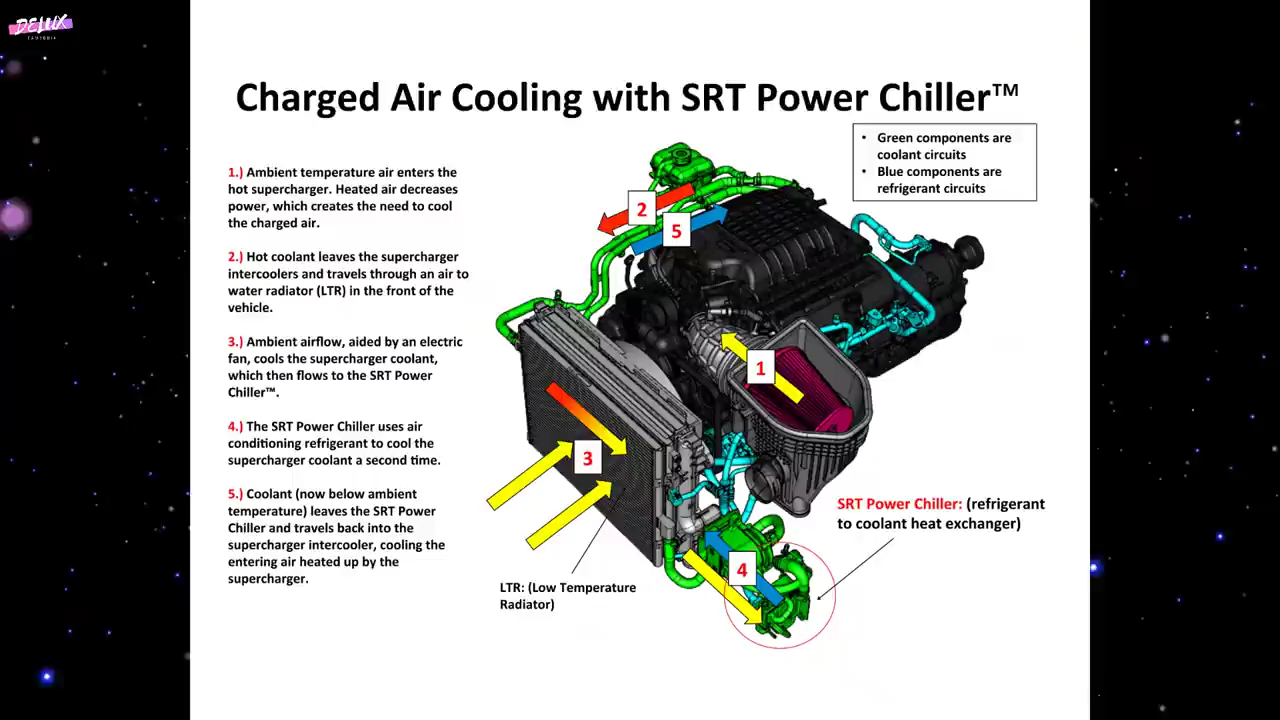 DELUX
Charged Air Cooling with SRT Power Chiller™
• Green components are
coolant circuits
• Blue components are
refrigerant circuits
1.) Ambient temperature air enters the
hot supercharger. Heated air decreases
power, which creates the need to cool
the charged air.
2.) Hot coolant leaves the supercharger
intercoolers and travels through an air to
water radiator (LTR) in the front of the
vehicle.
3.) Ambient airflow, aided by an electric
fan, cools the supercharger coolant,
which then flows to the SRT Power
Chiller™.
4.) The SRT Power Chiller uses air
conditioning refrigerant to cool the
supercharger coolant a second time.
5.) Coolant (now below ambient
temperature) leaves the SRT Power
Chiller and travels back into the
supercharger intercooler, cooling the
entering air heated up by the
supercharger.
2
5
1
3
4
SRT Power Chiller: (refrigerant
to coolant heat exchanger)
LTR: (Low Temperature
Radiator)